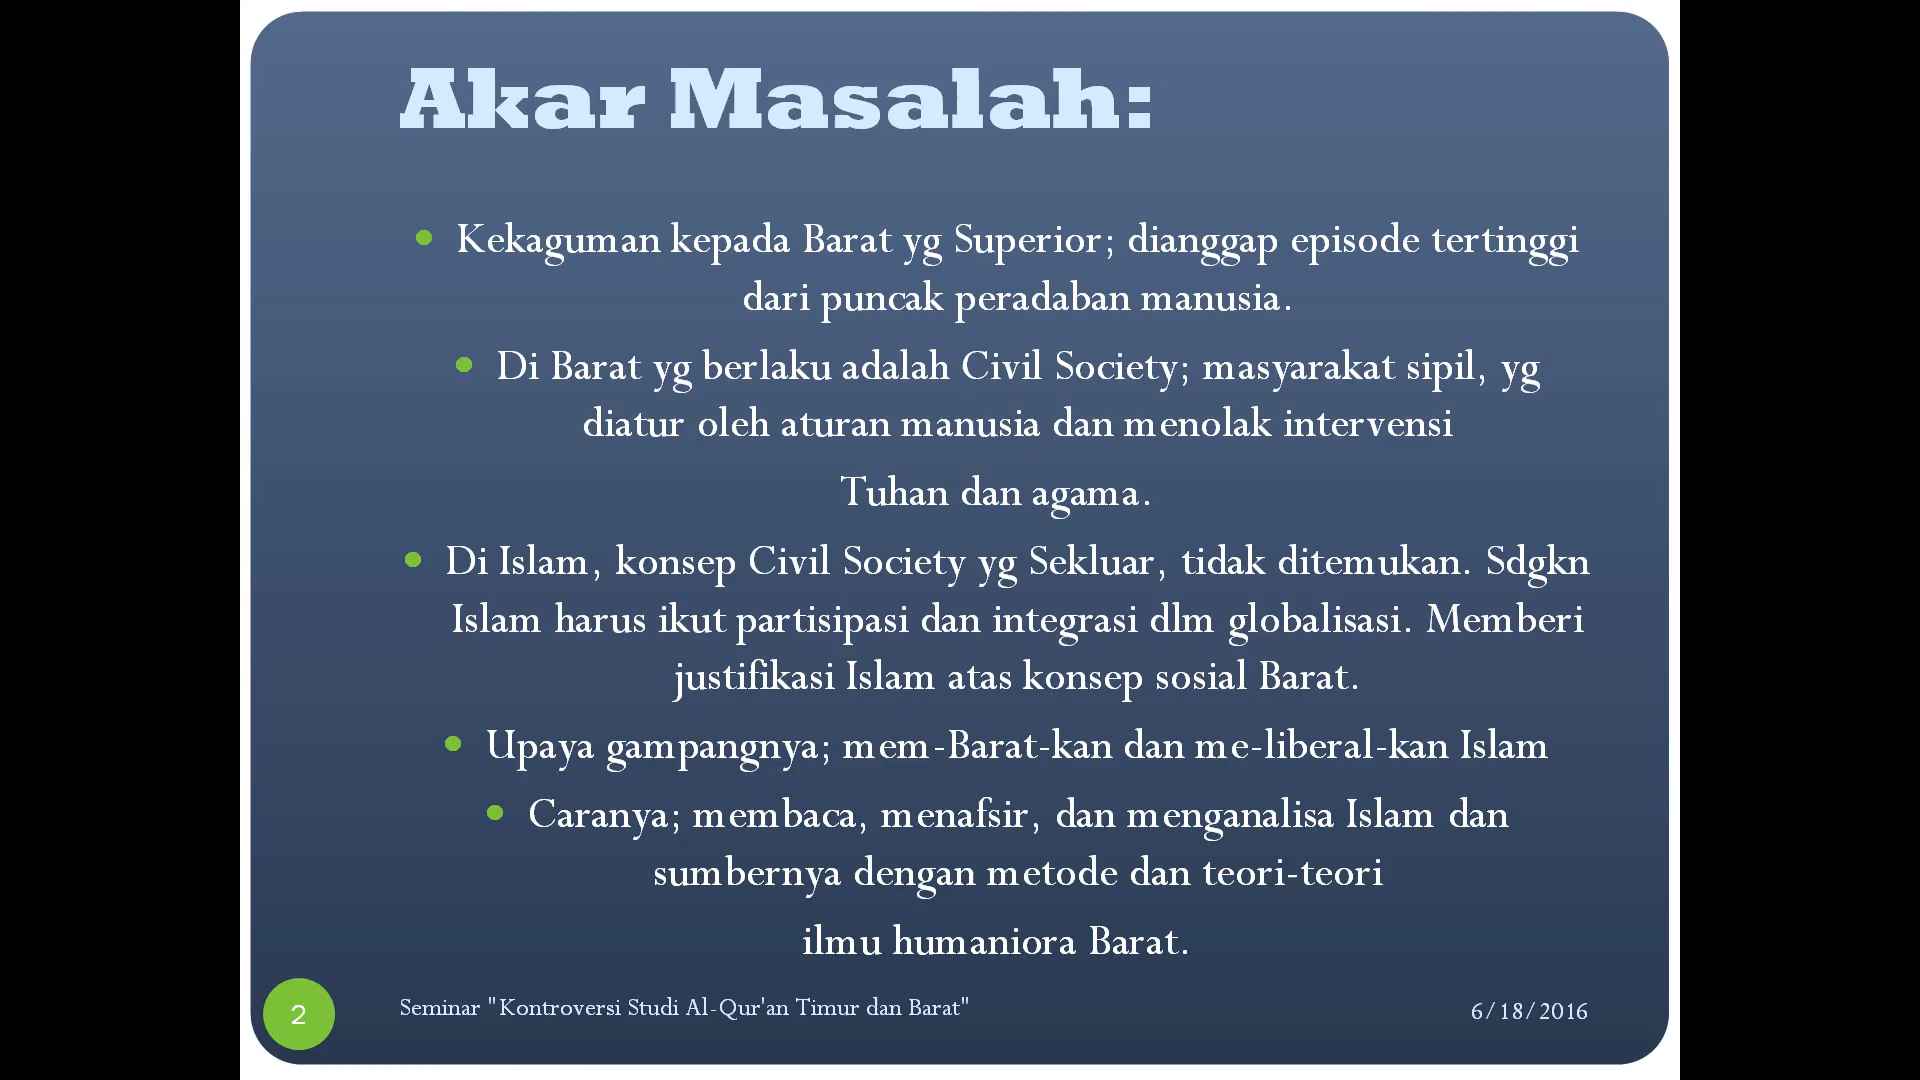 Akar Masalah:
• Kekaguman kepada Barat yg Superior; dianggap episode tertinggi
dari puncak peradaban manusia.
• Di Barat yg berlaku adalah Civil Society; masyarakat sipil, yg
diatur oleh aturan manusia dan menolak intervensi
Tuhan dan agama.
• Di Islam, konsep Civil Society yg Sekluar, tidak ditemukan. Sdgkn
Islam harus ikut partisipasi dan integrasi dlm globalisasi. Memberi
justifikasi Islam atas konsep sosial Barat.
• Upaya gampangnya; mem-Barat-kan dan me-liberal-kan Islam
• Caranya; membaca, menafsir, dan menganalisa Islam dan
sumbernya dengan metode dan teori-teori
ilmu humaniora Barat.
2
Seminar "Kontroversi Studi Al-Qur'an Timur dan Barat"
6/18/2016